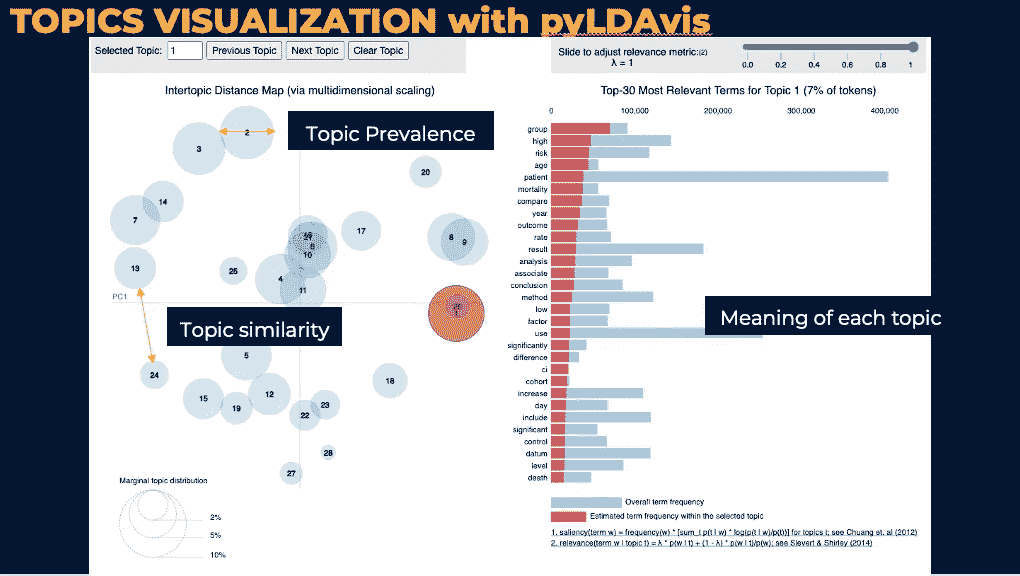 TOPICS VISUALIZATION with pyLDAvis
Selected Topic: 1 Previous Topic Next Topic Clear Topic
Slide to adjust relevance metric:(2)
λ = 1
0.0 0.2 0.4 0.6 0.8 1
Intertopic Distance Map (via multidimensional scaling)
Topic Prevalence
2
3
20
14
7
17
8 9
10
13
25
4
11
PC1
Topic similarity
5
24
18
15
19
12
22
23
28
27
Marginal topic distribution
2%
5%
10%
Top-30 Most Relevant Terms for Topic 1 (7% of tokens)
0 100,000 200,000 300,000 400,000
group
high
risk
age
patient
mortality
compare
year
outcome
rate
result
analysis
associate
conclusion
method
low
factor
use
significantly
difference
ci
cohort
increase
day
include
significant
control
datum
level
death
Meaning of each topic
Overall term frequency
Estimated term frequency within the selected topic
1. saliency(term w) = frequency(w) * [sum_t p(t | w) * log(p(t | w)/p(t))] for topics t; see Chuang et. al (2012)
2. relevance(term w | topic t) = λ * p(w | t) + (1 - λ) * p(w | t)/p(w); see Sievert & Shirley (2014)